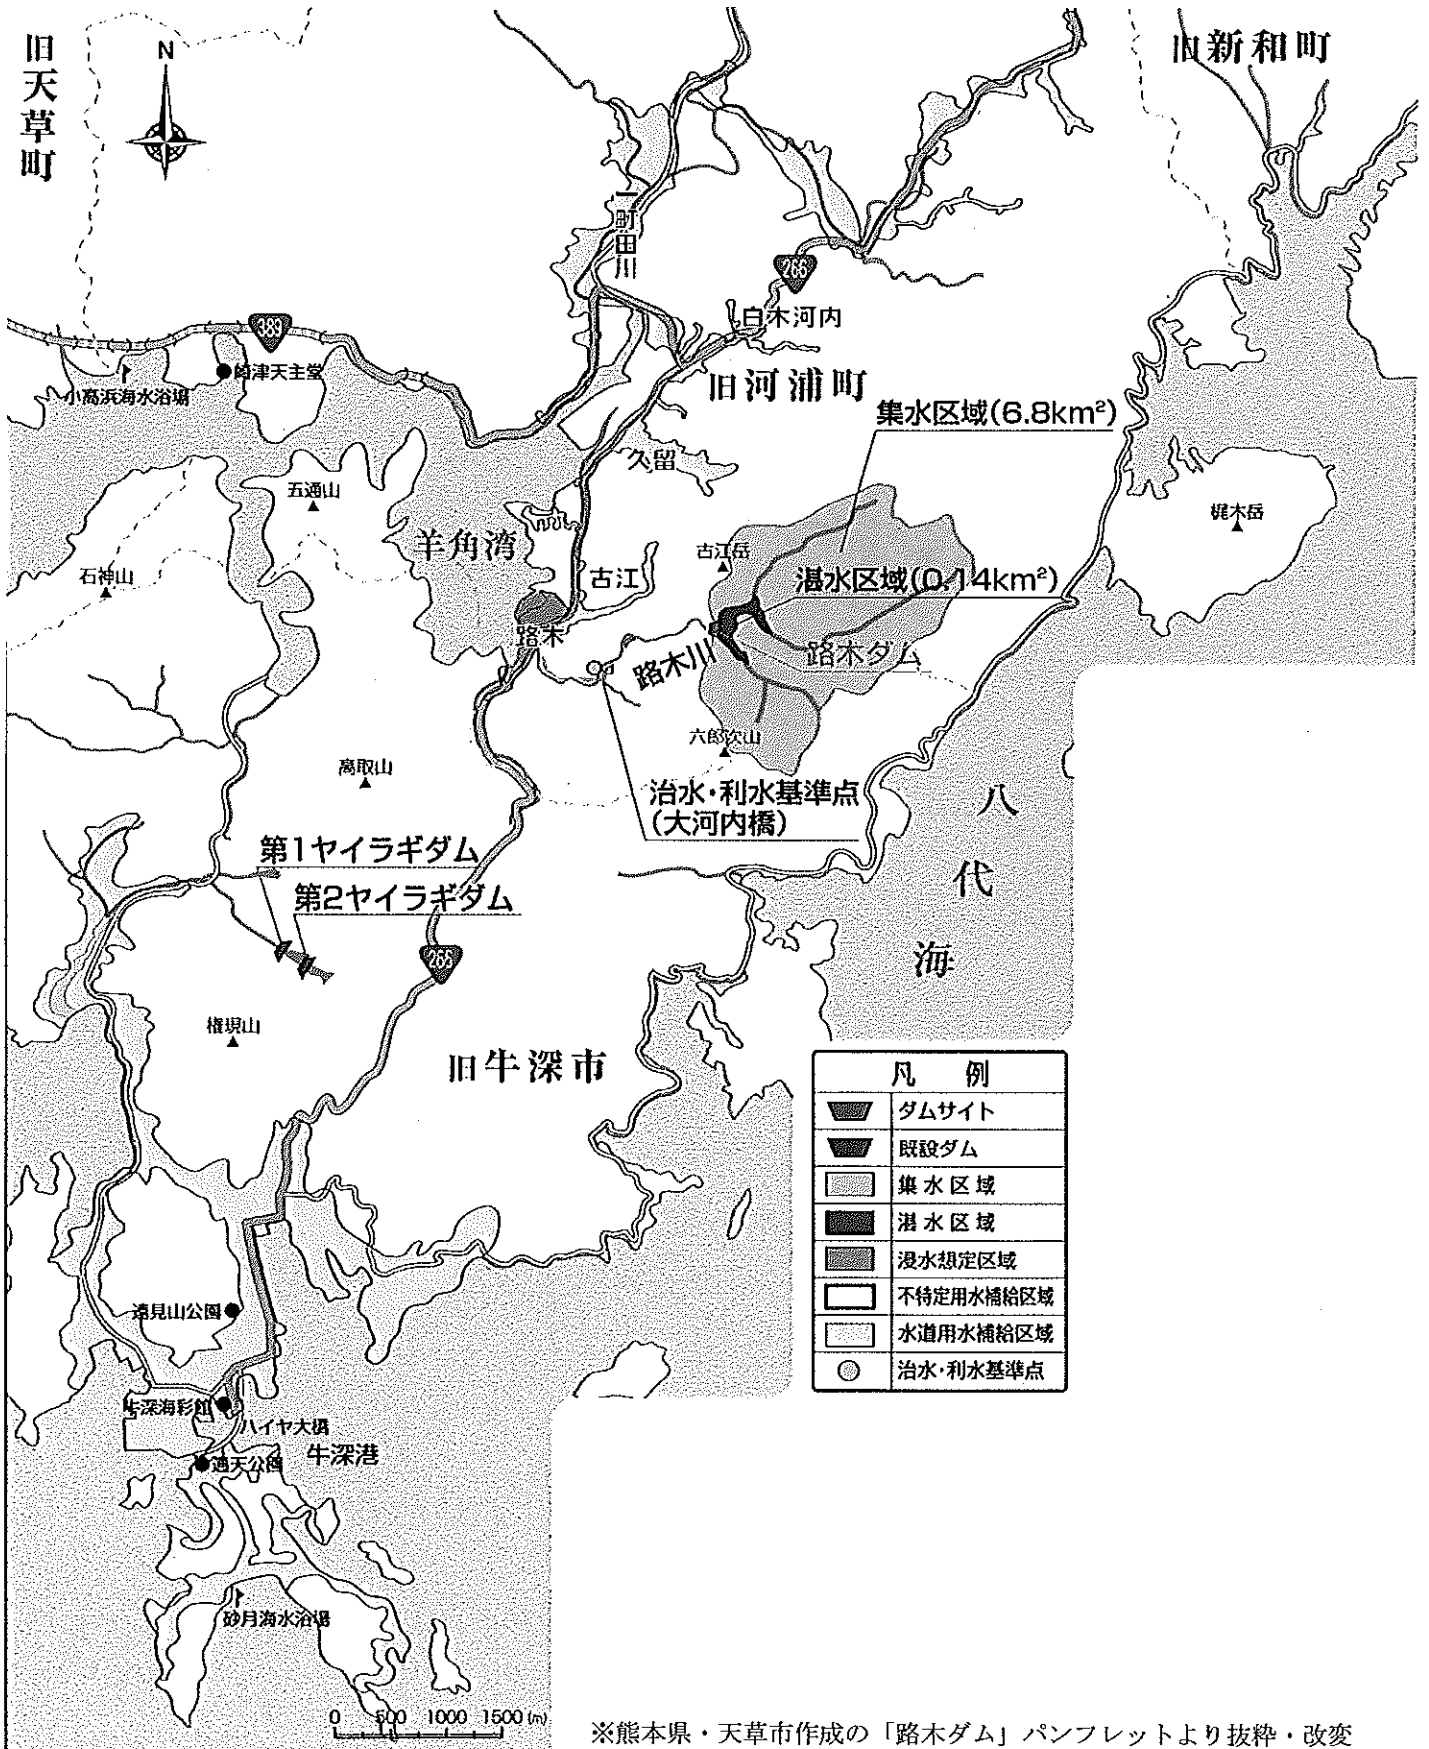 旧天草町
N
旧新和町
一町田川
266
白木河内
389
崎津天主堂
小高浜海水浴場
旧河浦町
集水区域(6.8km²)
久留
五通山
梶木岳
羊角湾
古江岳
石神山
古江
湛水区域(0.14km²)
路木
路木川
路木ダム
六郎次山
高取山
治水・利水基準点
(大河内橋)
八代海
第1ヤイラギダム
第2ヤイラギダム
266
権現山
旧牛深市
凡 例
ダムサイト
既設ダム
集水区域
湛水区域
浸水想定区域
不特定用水補給区域
水道用水補給区域
治水・利水基準点
遠見山公園
牛深海彩館
ハイヤ大橋
牛深港
通天公園
砂月海水浴場
0 500 1000 1500(m)
※熊本県・天草市作成の「路木ダム」パンフレットより抜粋・改変